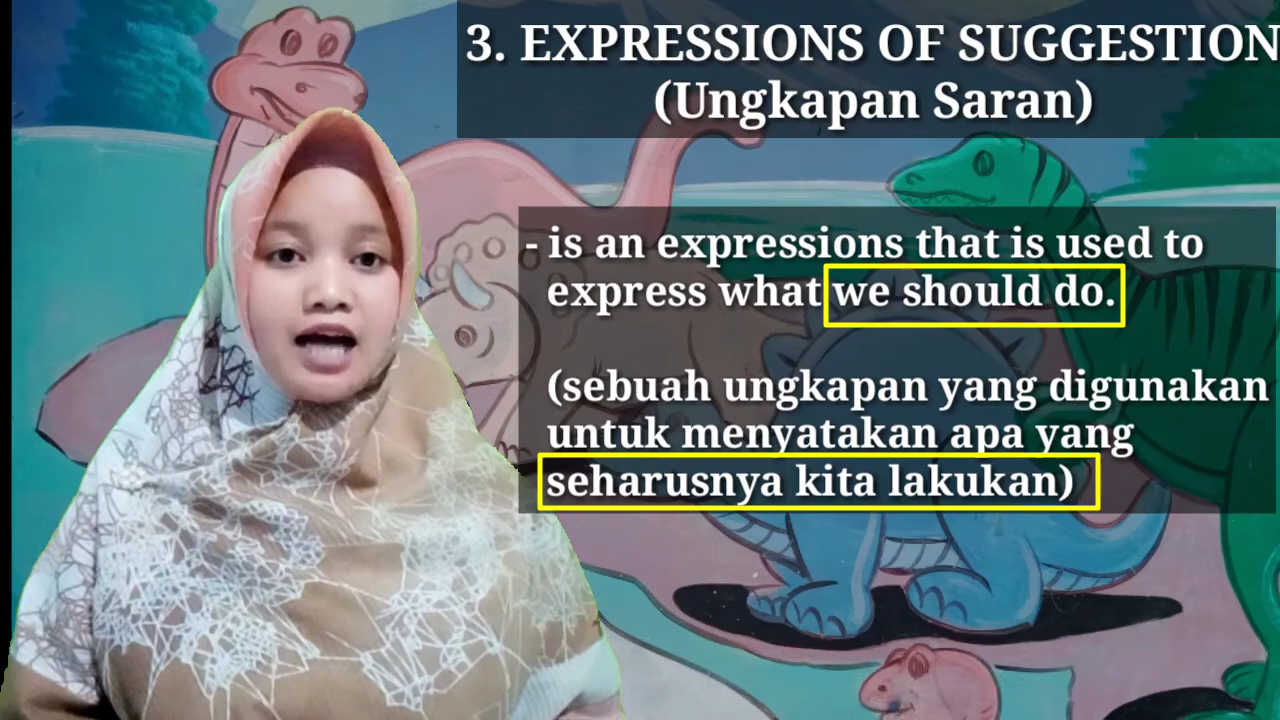 3. EXPRESSIONS OF SUGGESTION
(Ungkapan Saran)
- is an expressions that is used to
express what we should do.
(sebuah ungkapan yang digunakan
untuk menyatakan apa yang
seharusnya kita lakukan)